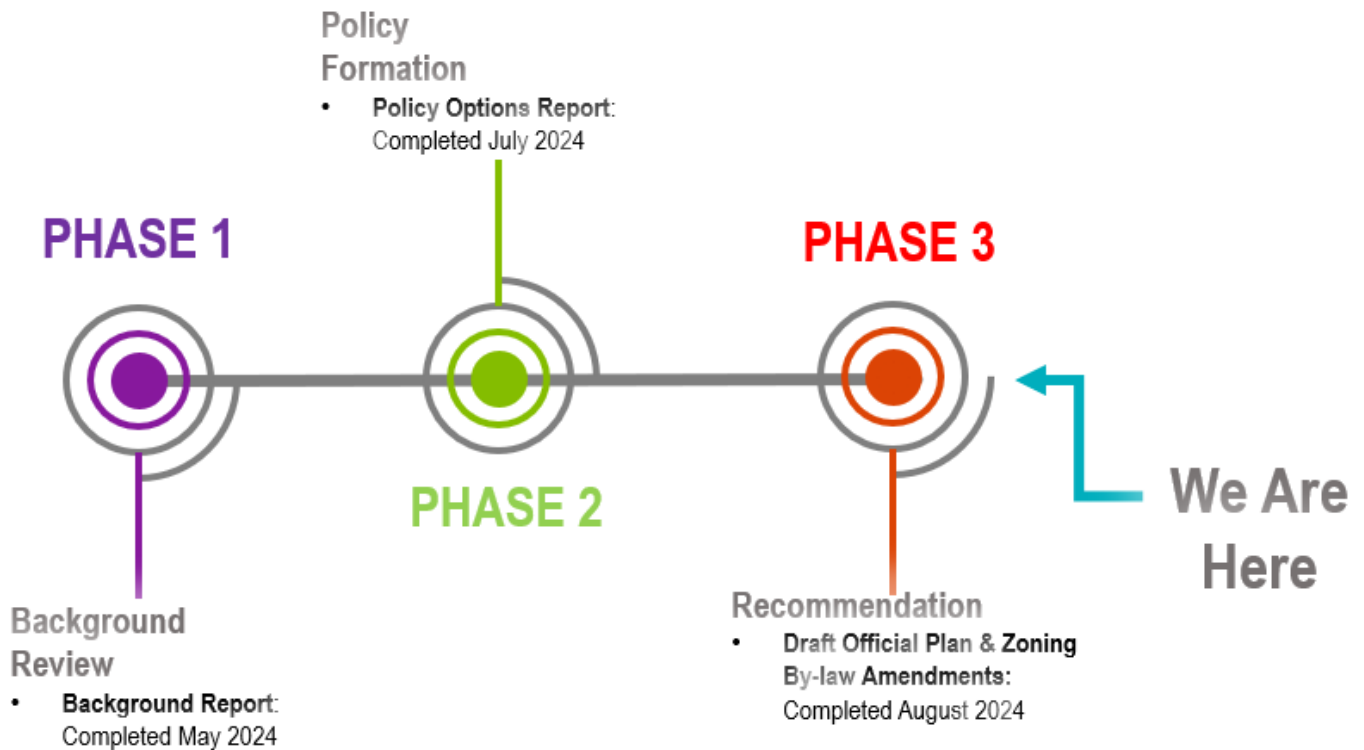 Policy
Formation
• Policy Options Report:
Completed July 2024
PHASE 1
PHASE 3
PHASE 2
We Are
Here
Background
Review
• Background Report:
Completed May 2024
Recommendation
• Draft Official Plan & Zoning
By-law Amendments:
Completed August 2024